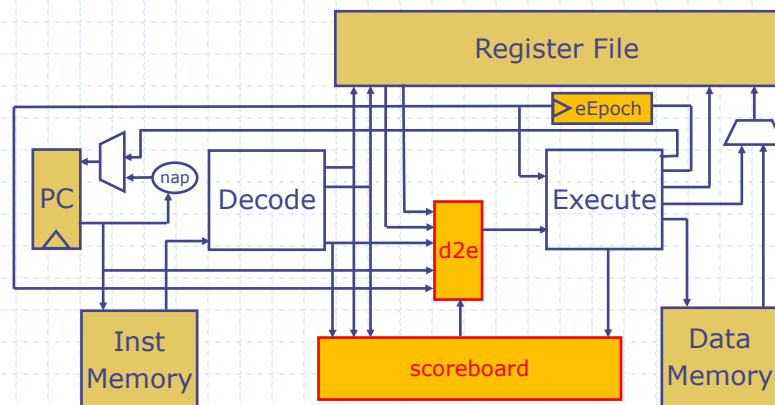 Register File
eEpoch
PC
nap
Decode
Execute
d2e
Inst
Memory
scoreboard
Data
Memory